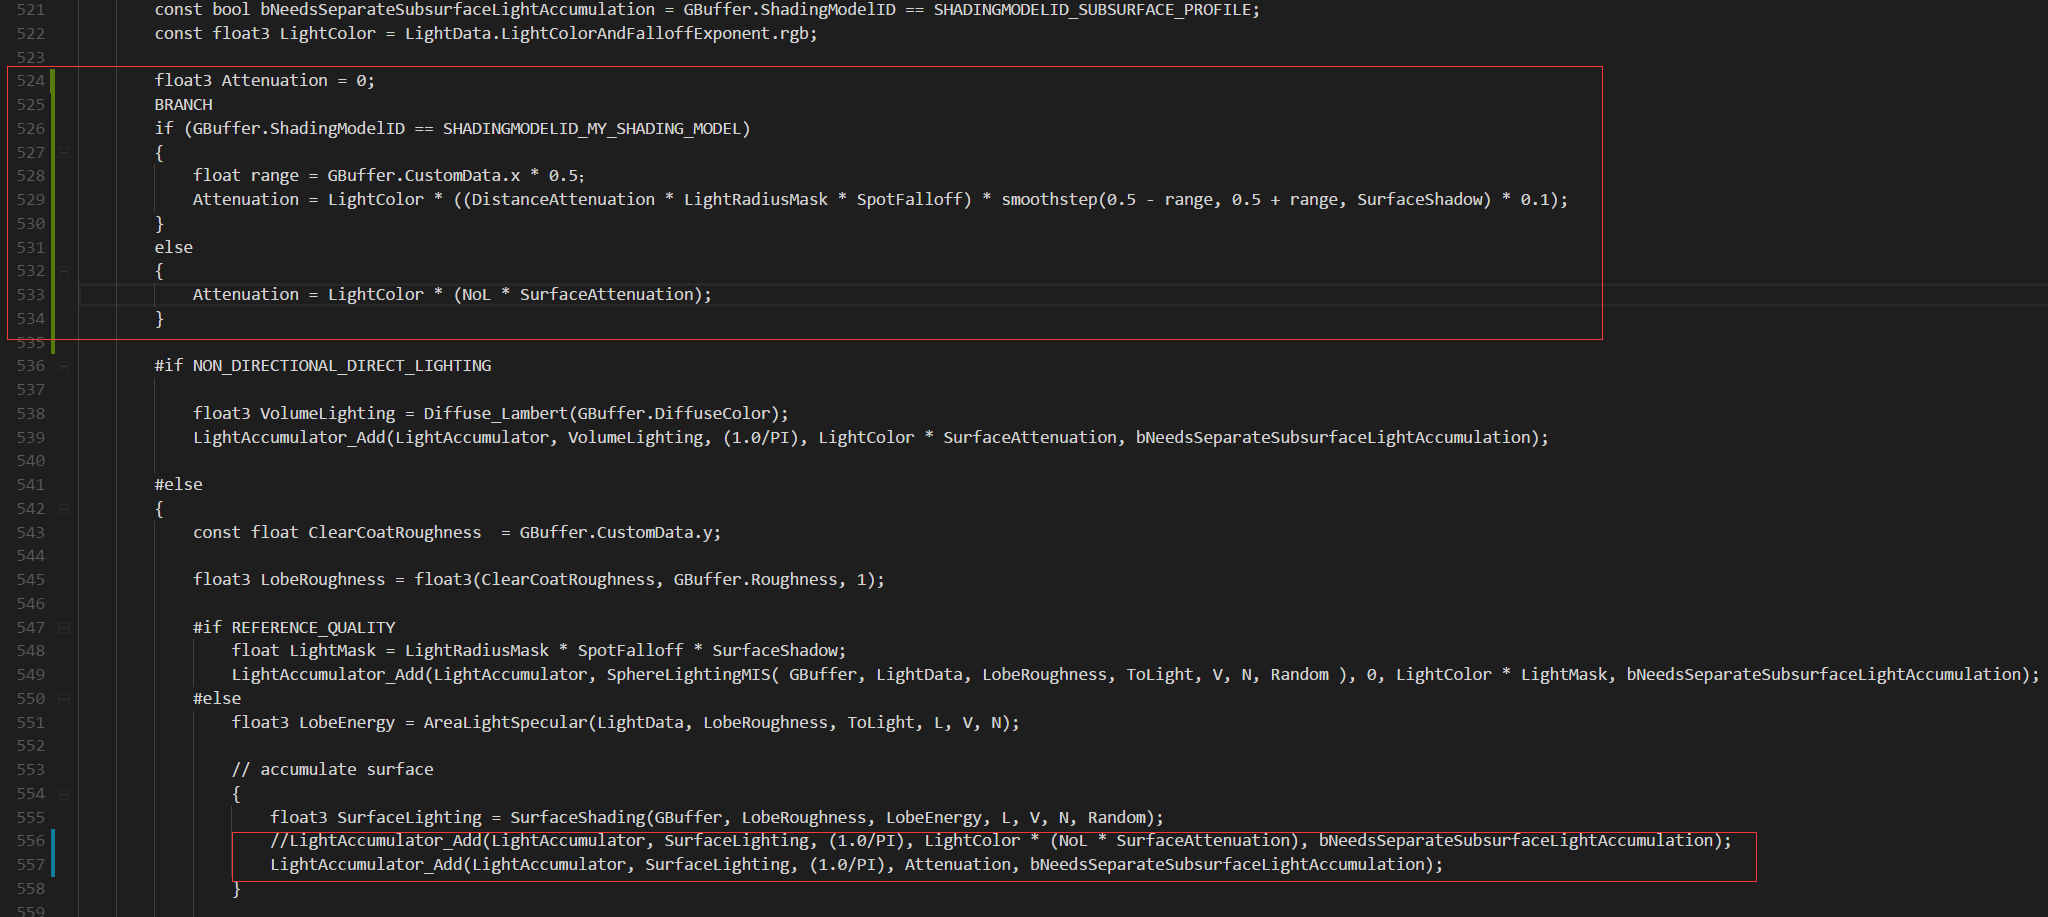 521 const bool bNeedsSeparateSubsurfaceLightAccumulation = GBuffer.ShadingModelID == SHADINGMODELID_SUBSURFACE_PROFILE;
522 const float3 LightColor = LightData.LightColorAndFalloffExponent.rgb;
523
524 float3 Attenuation = 0;
525 BRANCH
526 if (GBuffer.ShadingModelID == SHADINGMODELID_MY_SHADING_MODEL)
527 {
528 float range = GBuffer.CustomData.x * 0.5;
529 Attenuation = LightColor * ((DistanceAttenuation * LightRadiusMask * SpotFalloff) * smoothstep(0.5 - range, 0.5 + range, SurfaceShadow) * 0.1);
530 }
531 else
532 {
533 Attenuation = LightColor * (NoL * SurfaceAttenuation);
534 }
535
536 #if NON_DIRECTIONAL_DIRECT_LIGHTING
537
538 float3 VolumeLighting = Diffuse_Lambert(GBuffer.DiffuseColor);
539 LightAccumulator_Add(LightAccumulator, VolumeLighting, (1.0/PI), LightColor * SurfaceAttenuation, bNeedsSeparateSubsurfaceLightAccumulation);
540
541 #else
542 {
543 const float ClearCoatRoughness  = GBuffer.CustomData.y;
544
545 float3 LobeRoughness = float3(ClearCoatRoughness, GBuffer.Roughness, 1);
546
547 #if REFERENCE_QUALITY
548 float LightMask = LightRadiusMask * SpotFalloff * SurfaceShadow;
549 LightAccumulator_Add(LightAccumulator, SphereLightingMIS( GBuffer, LightData, LobeRoughness, ToLight, V, N, Random ), 0, LightColor * LightMask, bNeedsSeparateSubsurfaceLightAccumulation);
550 #else
551 float3 LobeEnergy = AreaLightSpecular(LightData, LobeRoughness, ToLight, L, V, N);
552
553 // accumulate surface
554 {
555 float3 SurfaceLighting = SurfaceShading(GBuffer, LobeRoughness, LobeEnergy, L, V, N, Random);
556 //LightAccumulator_Add(LightAccumulator, SurfaceLighting, (1.0/PI), LightColor * (NoL * SurfaceAttenuation), bNeedsSeparateSubsurfaceLightAccumulation);
557 LightAccumulator_Add(LightAccumulator, SurfaceLighting, (1.0/PI), Attenuation, bNeedsSeparateSubsurfaceLightAccumulation);
558 }
559